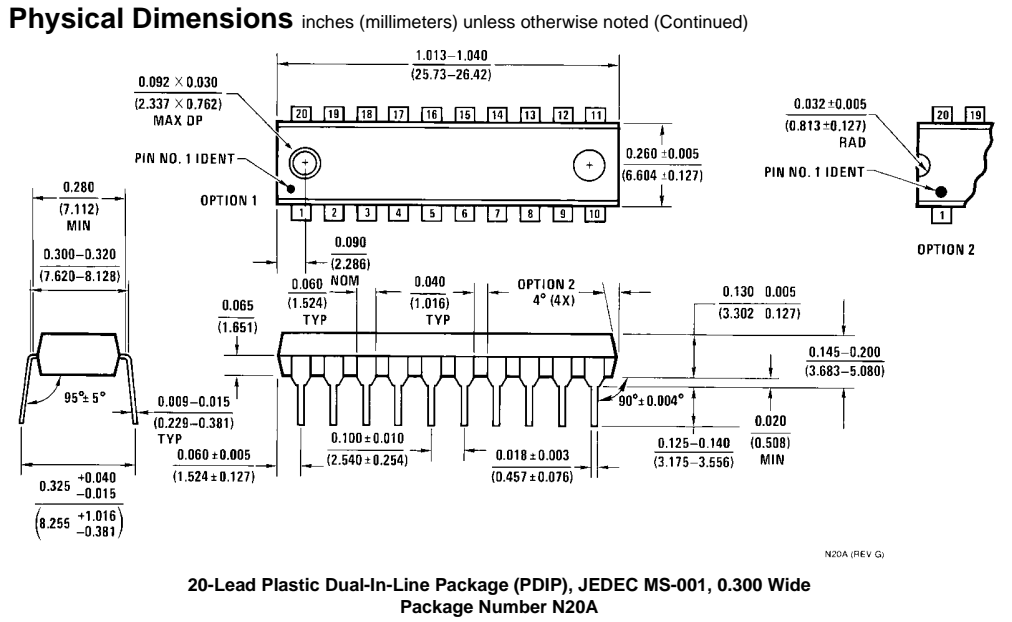 Physical Dimensions inches (millimeters) unless otherwise noted (Continued)
1.013–1.040
(25.73–26.42)
0.092 × 0.030
(2.337 × 0.762)
MAX DP
20 19 18 17 16 15 14 13 12 11
PIN NO. 1 IDENT
OPTION 1
1 2 3 4 5 6 7 8 9 10
0.260 ±0.005
(6.604 ±0.127)
0.032 ±0.005
(0.813 ±0.127)
RAD
20 19
PIN NO. 1 IDENT
1
OPTION 2
0.280
(7.112)
MIN
0.300–0.320
(7.620–8.128)
0.090
(2.286)
NOM
0.060
(1.524)
TYP
0.040
(1.016)
TYP
OPTION 2
4° (4X)
0.065
(1.651)
0.130 0.005
(3.302 0.127)
0.145–0.200
(3.683–5.080)
95°± 5°
0.009–0.015
(0.229–0.381)
TYP
90°± 0.004°
0.020
(0.508)
MIN
0.125–0.140
(3.175–3.556)
0.100 ± 0.010
(2.540 ± 0.254)
0.060 ±0.005
(1.524 ± 0.127)
0.018 ± 0.003
(0.457 ± 0.076)
0.325 +0.040 –0.015
(8.255 +1.016 –0.381)
N20A (REV G)
20-Lead Plastic Dual-In-Line Package (PDIP), JEDEC MS-001, 0.300 Wide
Package Number N20A